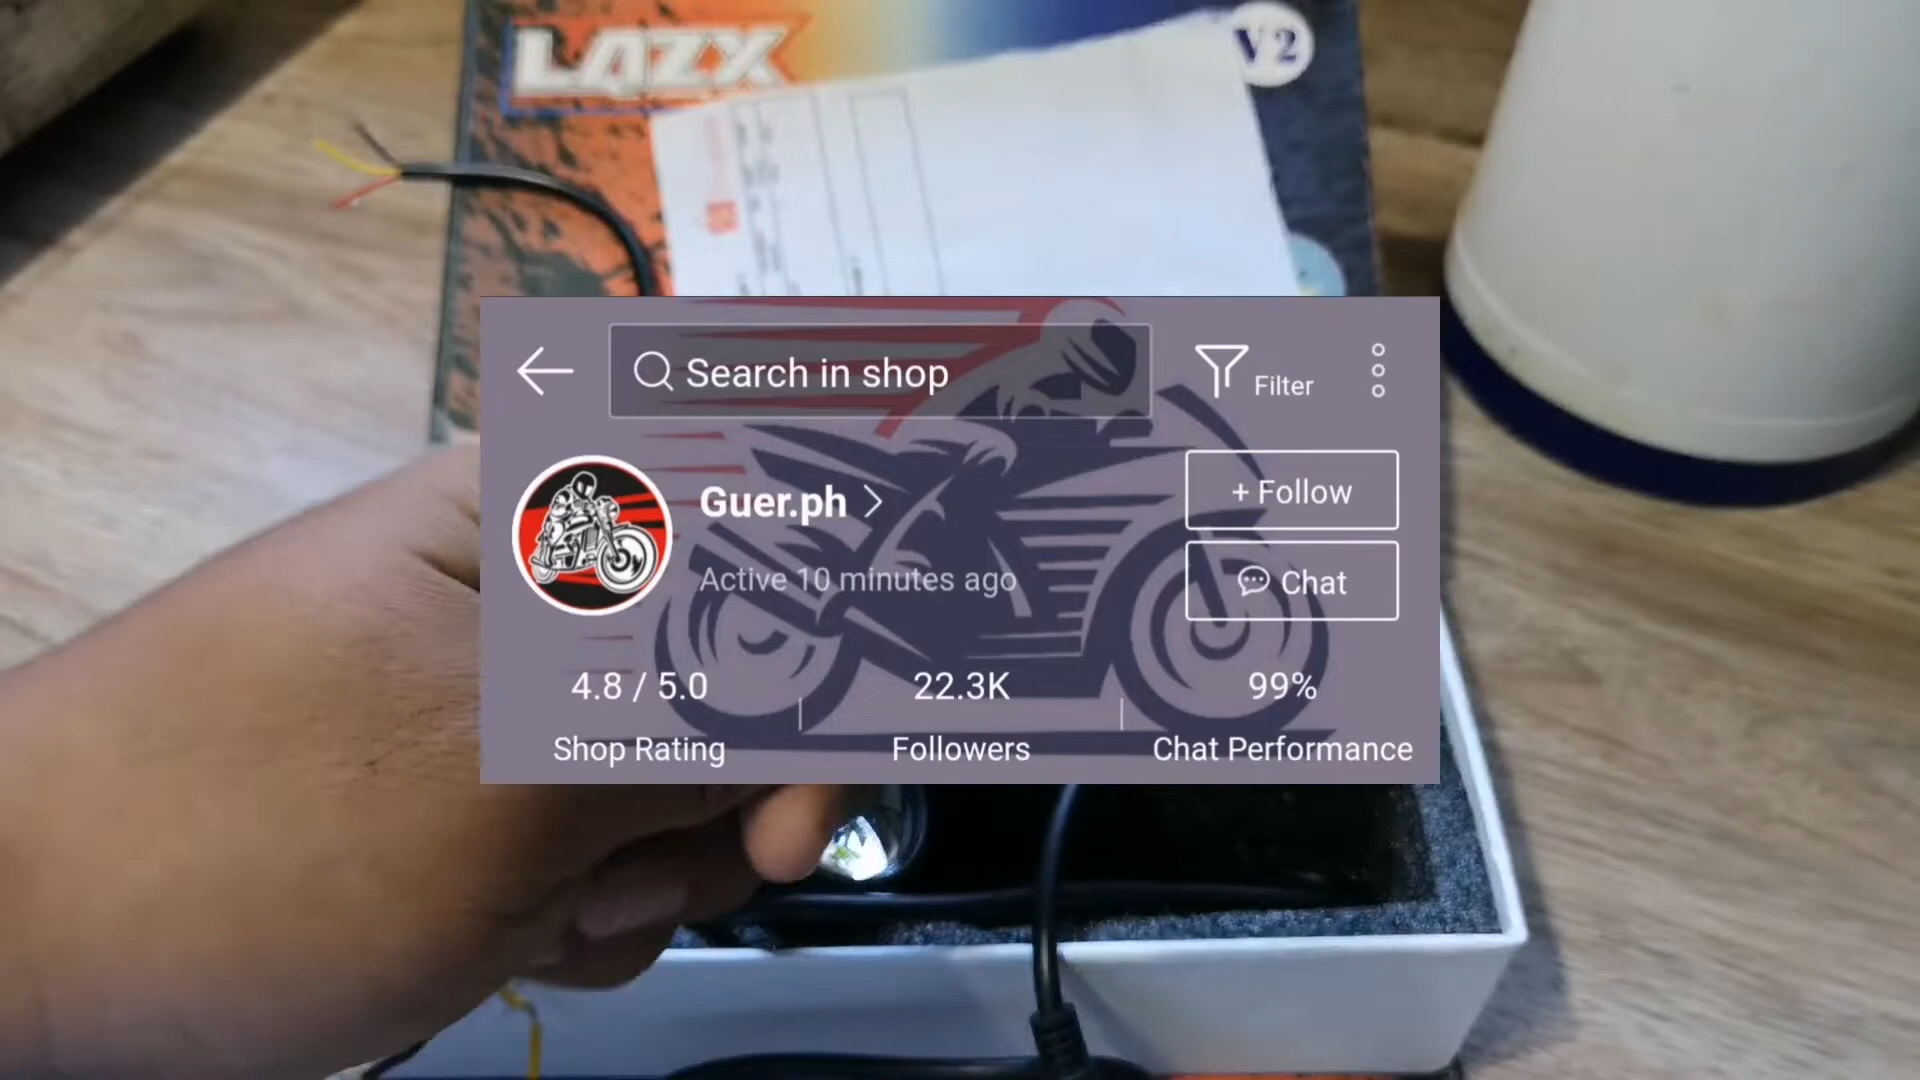 LAZX
V2
Search in shop
Filter
Guer.ph
+ Follow
Active 10 minutes ago
Chat
4.8 / 5.0
22.3K
99%
Shop Rating
Followers
Chat Performance